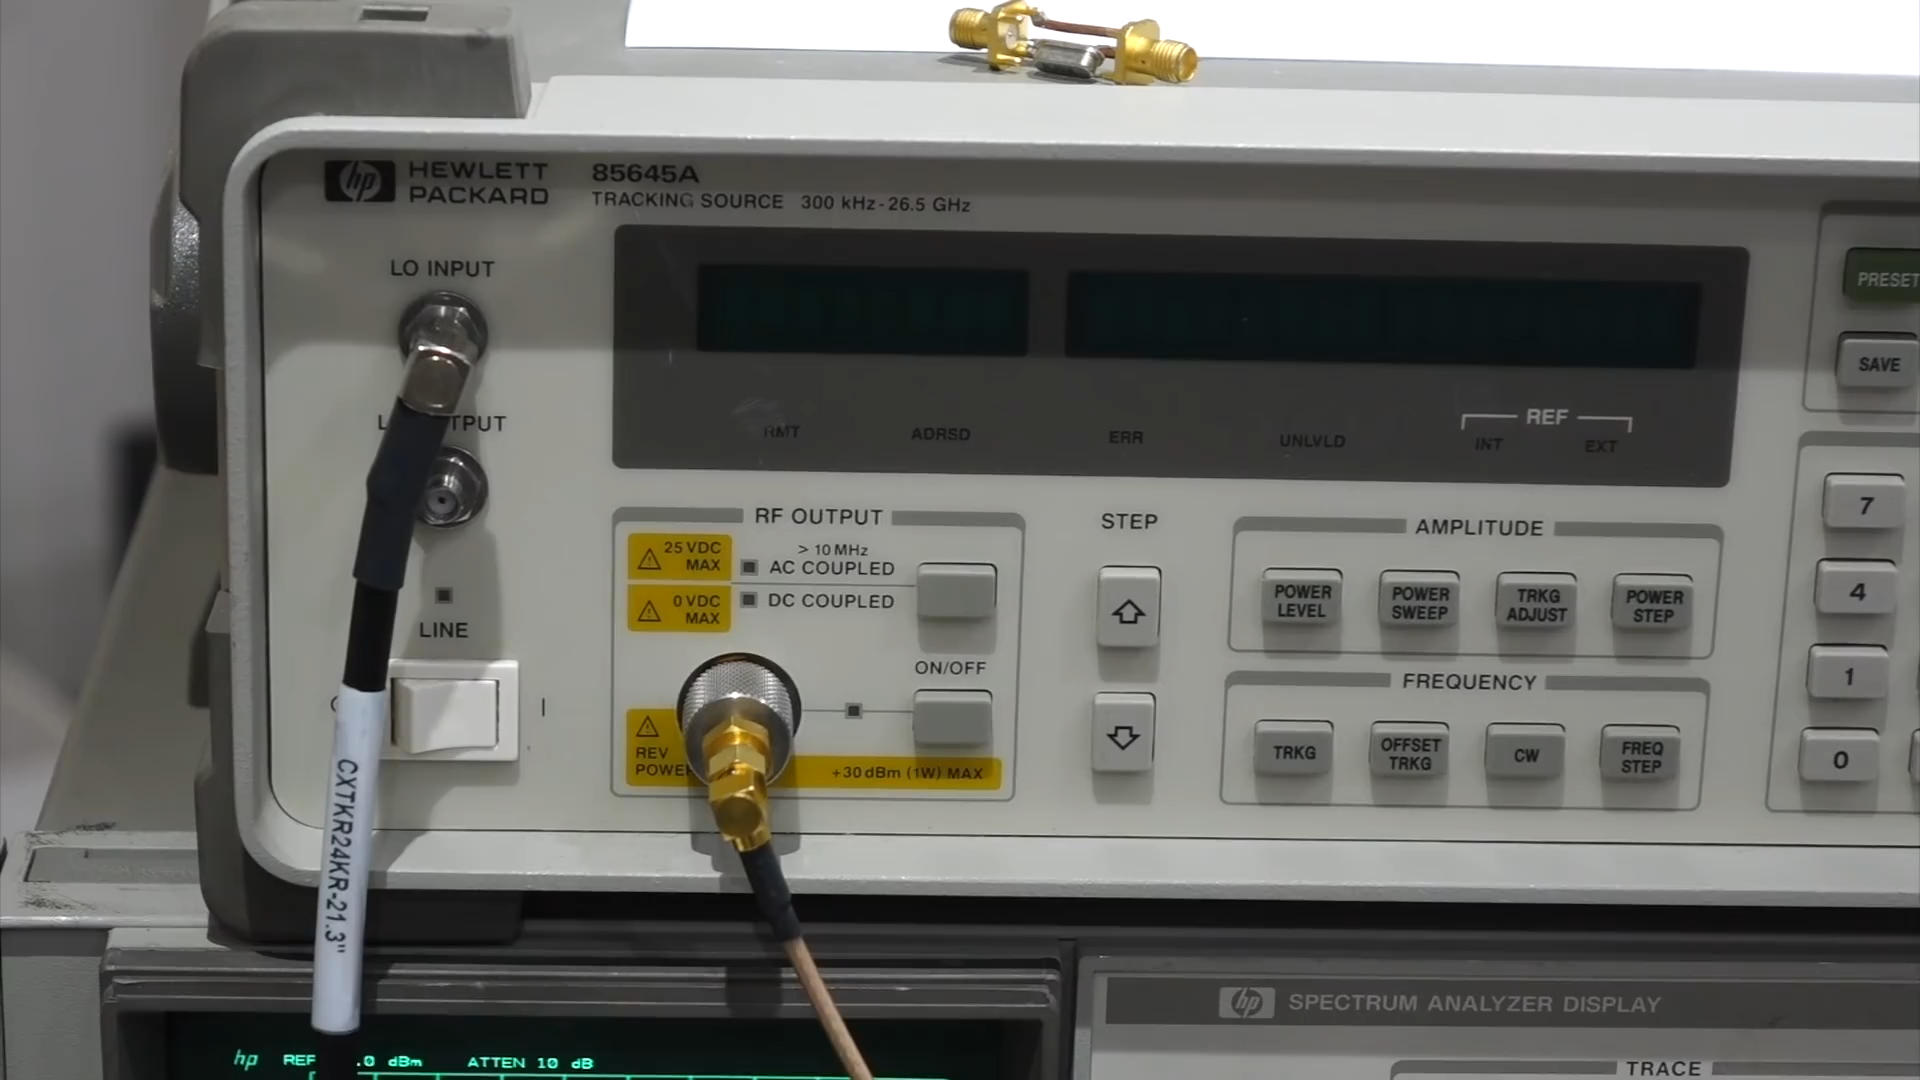 hp HEWLETT
PACKARD
85645A
TRACKING SOURCE 300 kHz-26.5 GHz
LO INPUT
L TPUT
LINE
I
RMT
ADRSD
ERR
UNLVLD
REF
INT
EXT
RF OUTPUT
25 VDC
MAX
> 10 MHz
AC COUPLED
0 VDC
MAX
DC COUPLED
ON/OFF
REV
POWER
+30 dBm (1W) MAX
STEP
AMPLITUDE
POWER
LEVEL
POWER
SWEEP
TRKG
ADJUST
POWER
STEP
FREQUENCY
TRKG
OFFSET
TRKG
CW
FREQ
STEP
PRESET
SAVE
7
4
1
0
CXTKR24KR-21.3"
hp REF .0 dBm ATTEN 10 dB
hp SPECTRUM ANALYZER DISPLAY
TRACE